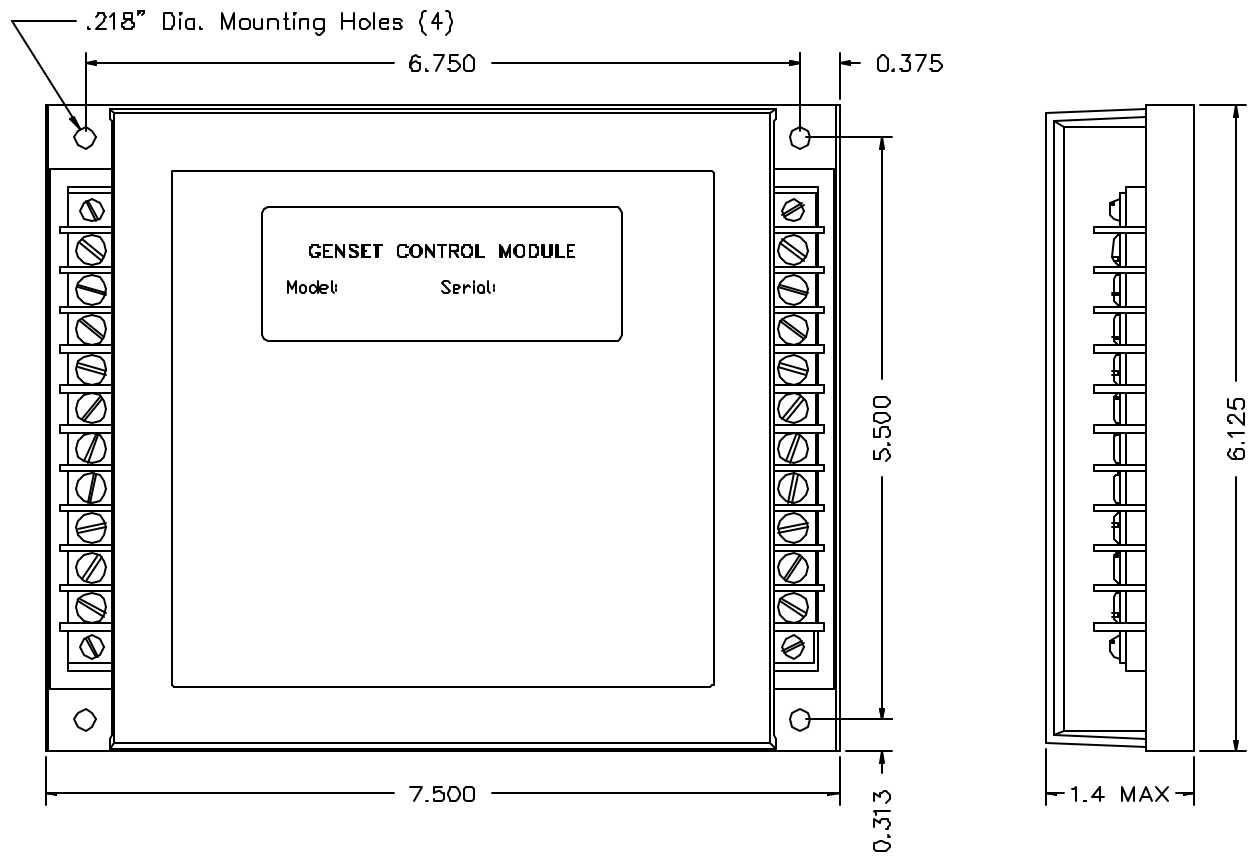 .218" Dia. Mounting Holes (4)
6.750
0.375
GENSET CONTROL MODULE
Model: Serial:
5.500
6.125
7.500
0.313
1.4 MAX